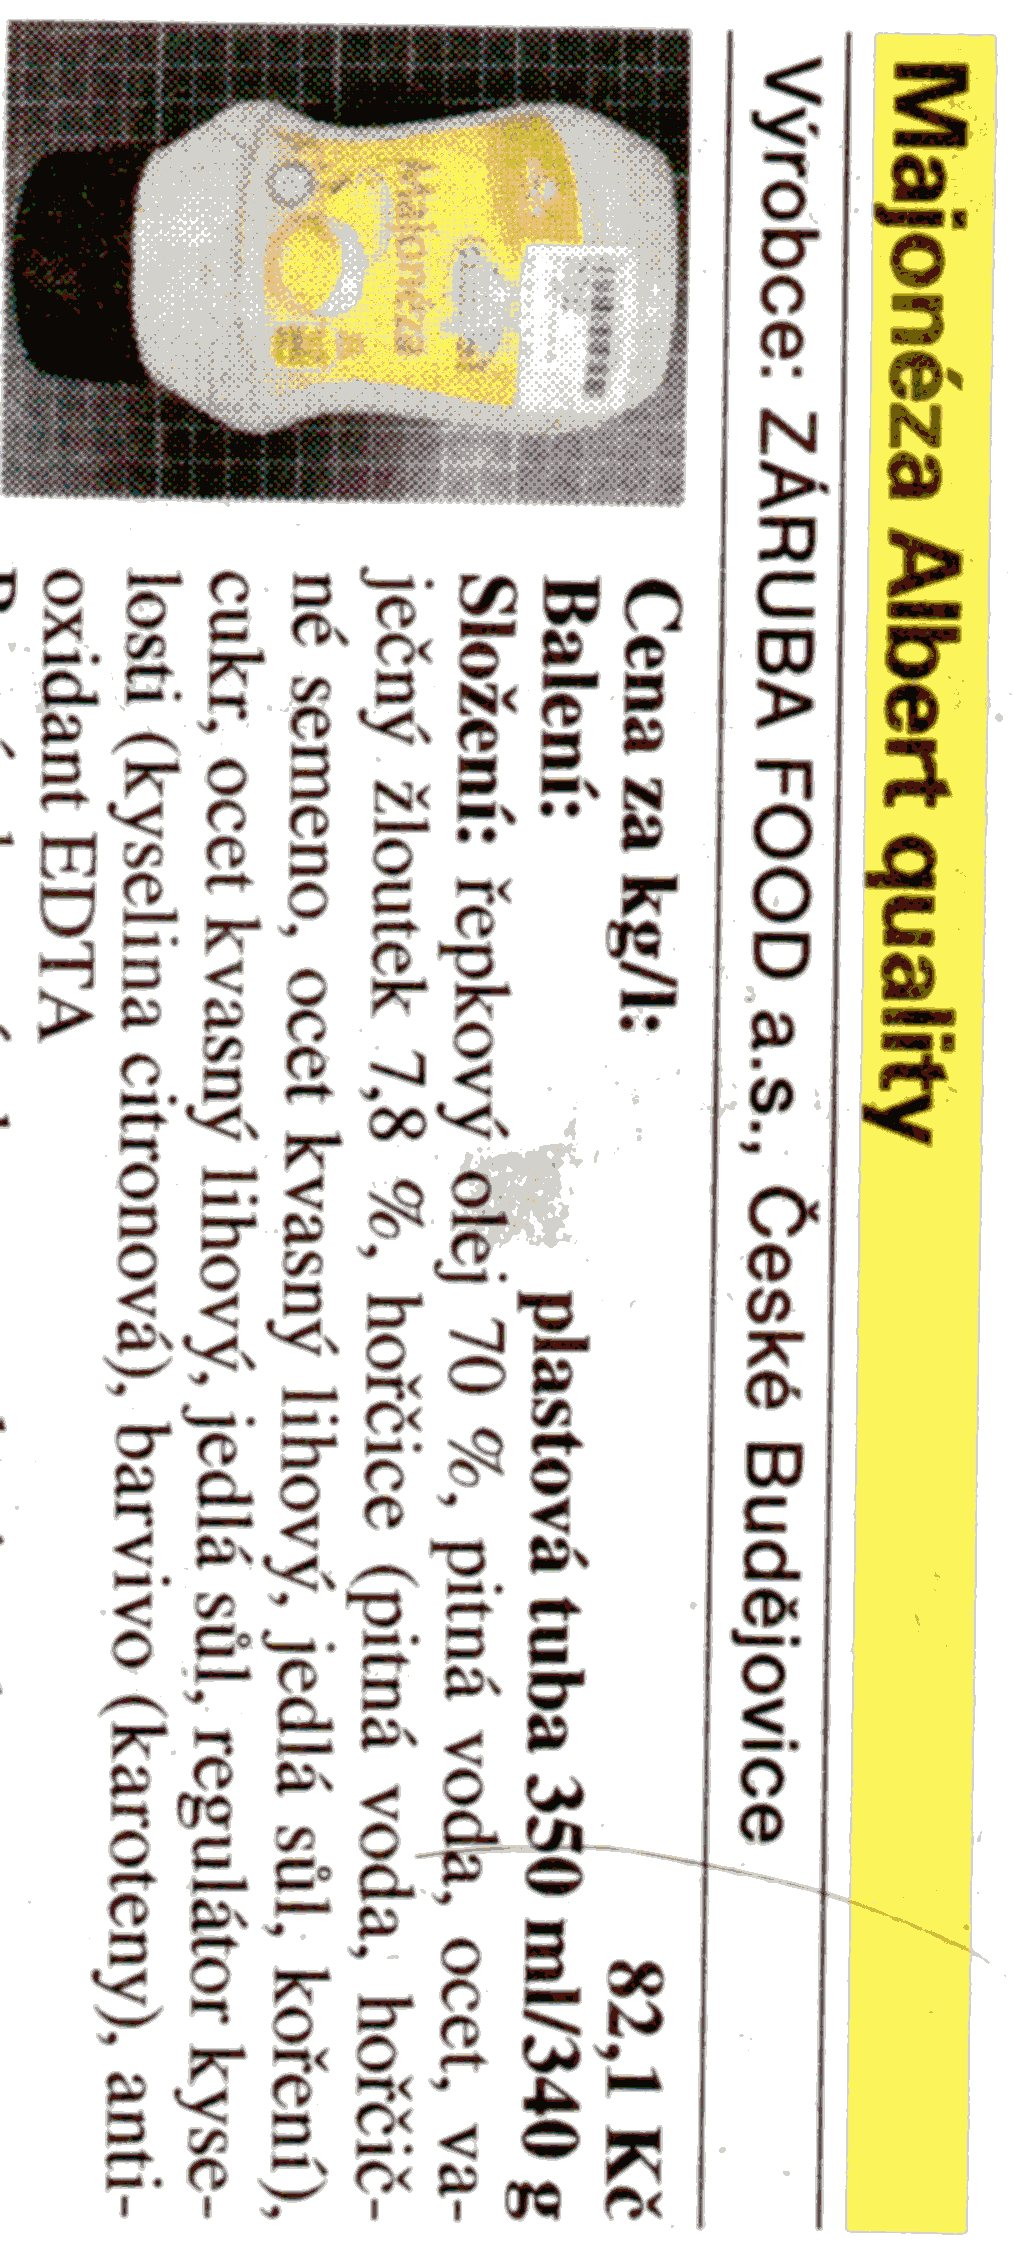 Majonéza Albert quality
Výrobce: ZÁRUBA FOOD a.s., České Budějovice
Majonéza
Cena za kg/l: 82,1 Kč
Balení: plastová tuba 350 ml/340 g
Složení: řepkový olej 70 %, pitná voda, ocet, va-
ječný žloutek 7,8 %, hořčice (pitná voda, hořčič-
né semeno, ocet kvasný lihový, jedlá sůl, koření),
cukr, ocet kvasný lihový, jedlá sůl, regulátor kyse-
losti (kyselina citronová), barvivo (karoteny), anti-
oxidant EDTA